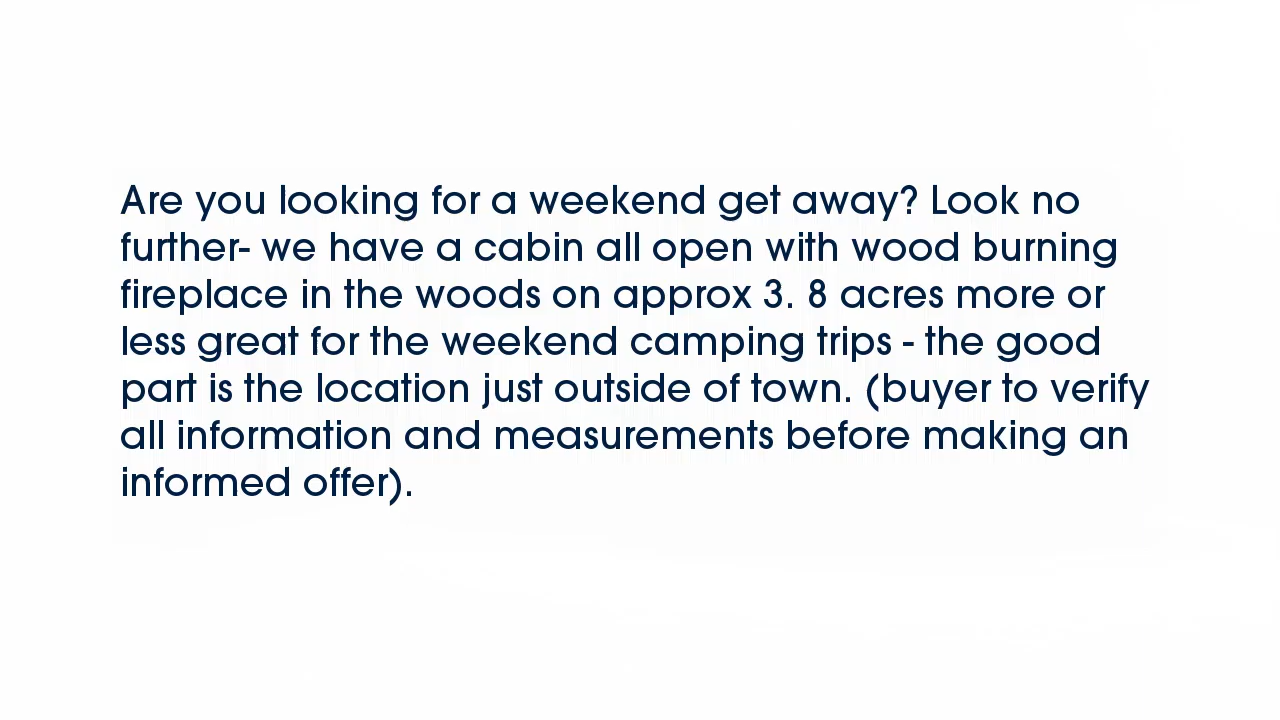 Are you looking for a weekend get away? Look no
further- we have a cabin all open with wood burning
fireplace in the woods on approx 3. 8 acres more or
less great for the weekend camping trips - the good
part is the location just outside of town. (buyer to verify
all information and measurements before making an
informed offer).